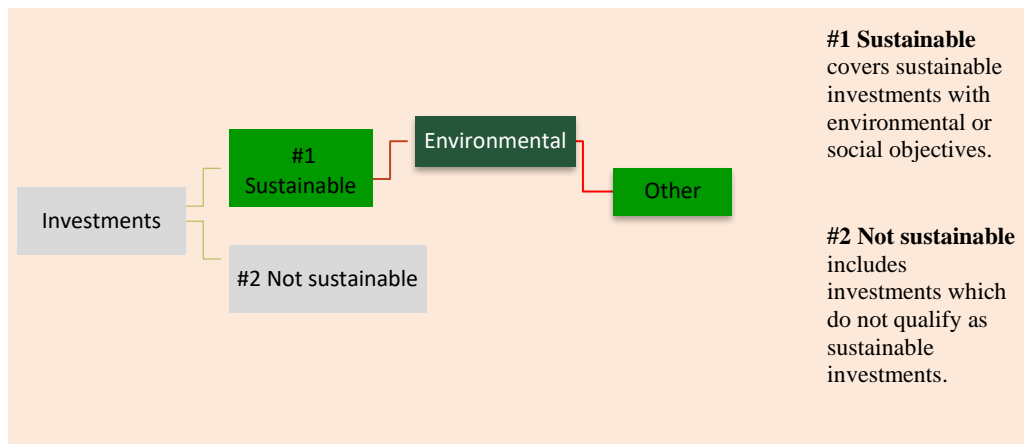 Investments
#1
Sustainable
#2 Not sustainable
Environmental
Other
#1 Sustainable
covers sustainable
investments with
environmental or
social objectives.
#2 Not sustainable
includes
investments which
do not qualify as
sustainable
investments.